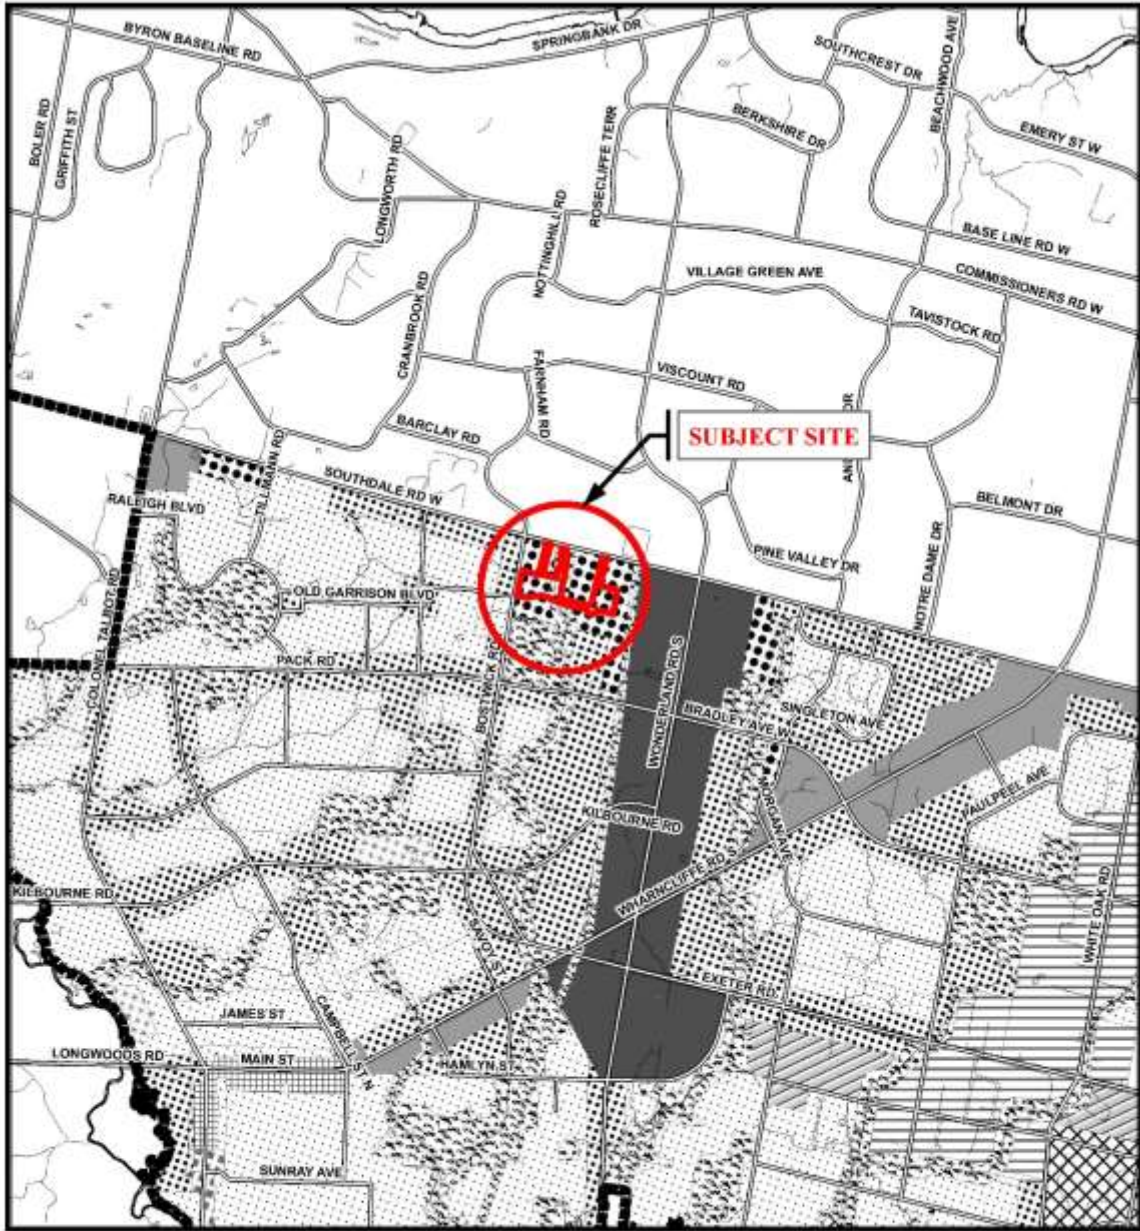 BYRON BASELINE RD
SPRINGBANK DR
SOUTHCREST DR
BEACHWOOD AVE
BOLER RD
GRIFFITH ST
BERKSHIRE DR
EMERY ST W
ROSECLIFFE TERR
LONGWORTH RD
NOTTINGHILL RD
BASE LINE RD W
COMMISSIONERS RD W
VILLAGE GREEN AVE
CRANBROOK RD
TAVISTOCK RD
FARNHAM RD
VISCOUNT RD
BARCLAY RD
SUBJECT SITE
TILLMANN RD
SOUTHDALE RD W
RALEIGH BLVD
BELMONT DR
PINE VALLEY DR
NOTRE DAME DR
COLONEL TALBOT RD
OLD GARRISON BLVD
PACK RD
BOSTWICK RD
WONDERLAND RD S
BRADLEY AVE W
SINGLETON AVE
KILBOURNE RD
WHARNCLIFFE RD S
KILBOURNE RD
WHITE OAK RD
SAVOY ST
EXETER RD
JAMES ST
CAMPBELL ST N
LONGWOODS RD
MAIN ST
HAMLYN ST
SUNRAY AVE